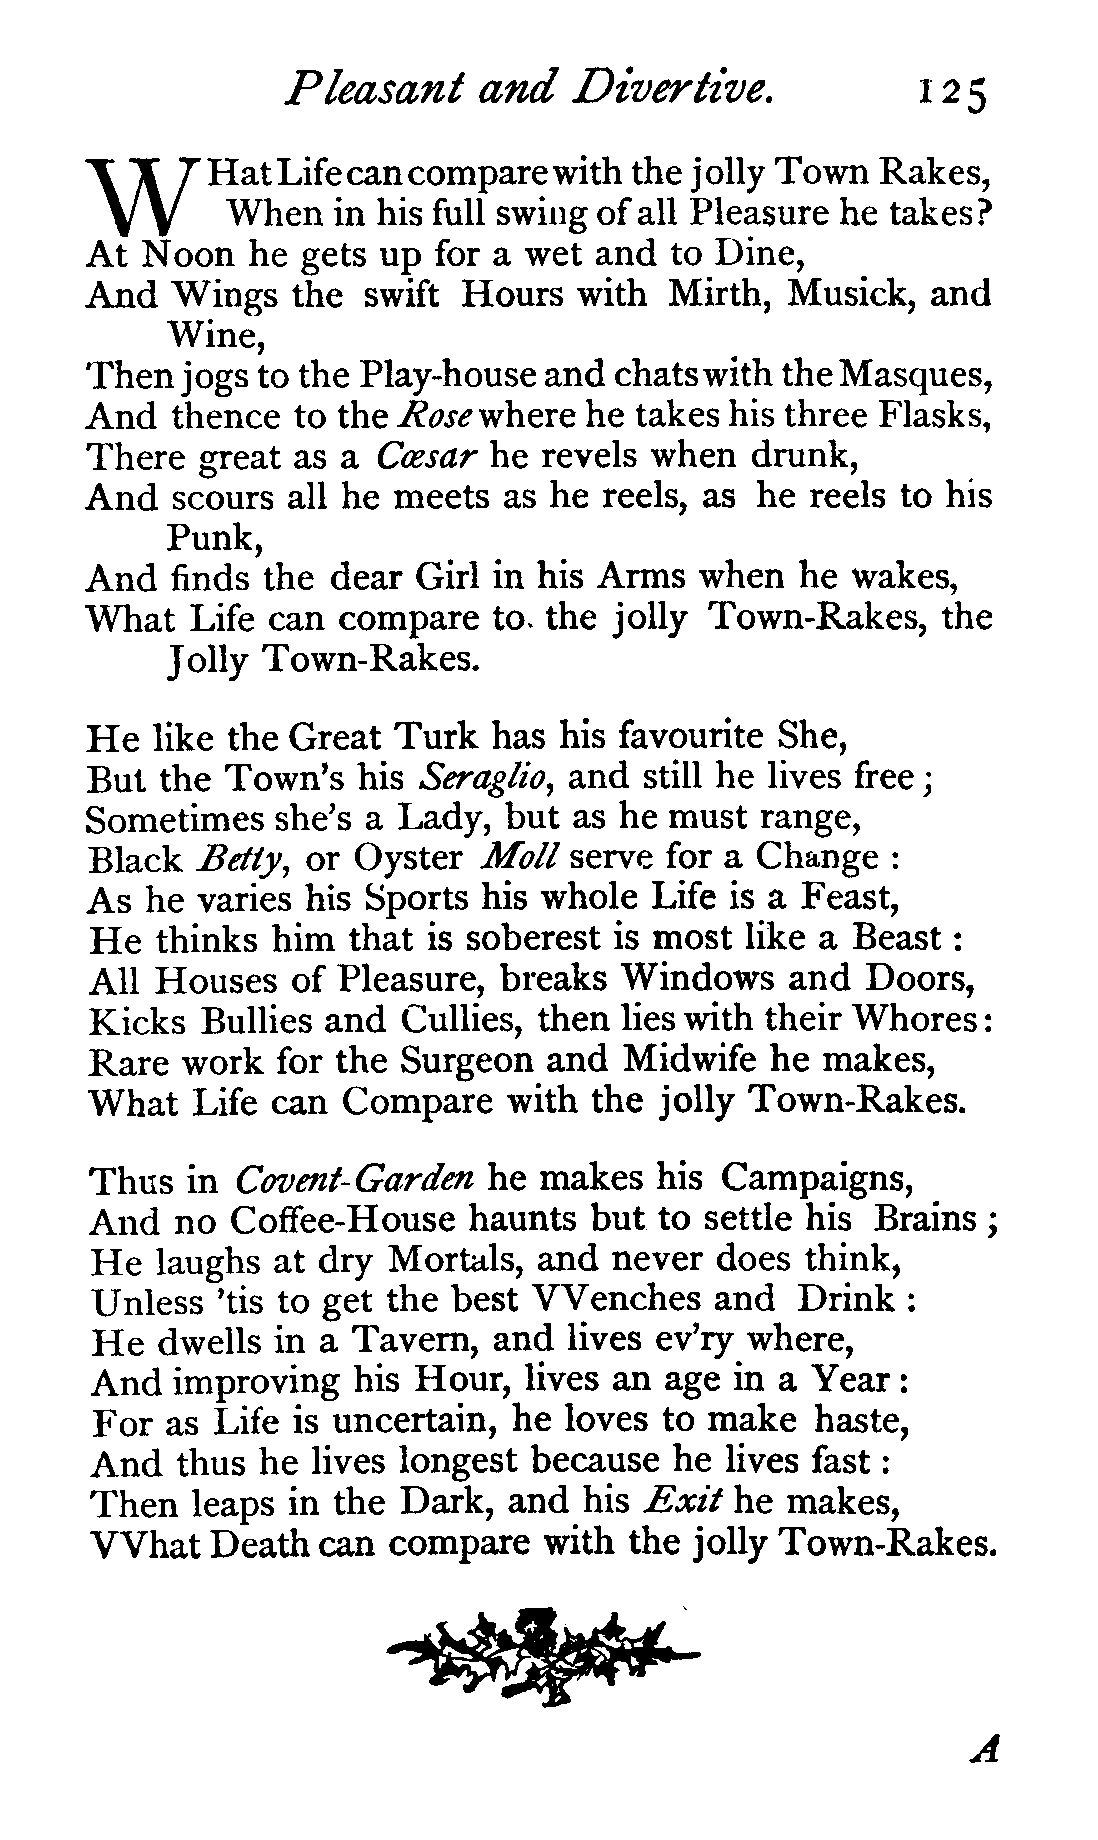 Pleasant and Divertive. 125
WHat Life can compare with the jolly Town Rakes,
When in his full swing of all Pleasure he takes?
At Noon he gets up for a wet and to Dine,
And Wings the swift Hours with Mirth, Musick, and
Wine,
Then jogs to the Play-house and chats with the Masques,
And thence to the Rose where he takes his three Flasks,
There great as a Cæsar he revels when drunk,
And scours all he meets as he reels, as he reels to his
Punk,
And finds the dear Girl in his Arms when he wakes,
What Life can compare to. the jolly Town-Rakes, the
Jolly Town-Rakes.
He like the Great Turk has his favourite She,
But the Town's his Seraglio, and still he lives free ;
Sometimes she's a Lady, but as he must range,
Black Betty, or Oyster Moll serve for a Change :
As he varies his Sports his whole Life is a Feast,
He thinks him that is soberest is most like a Beast :
All Houses of Pleasure, breaks Windows and Doors,
Kicks Bullies and Cullies, then lies with their Whores :
Rare work for the Surgeon and Midwife he makes,
What Life can Compare with the jolly Town-Rakes.
Thus in Covent-Garden he makes his Campaigns,
And no Coffee-House haunts but to settle his Brains ;
He laughs at dry Mortals, and never does think,
Unless 'tis to get the best VVenches and Drink :
He dwells in a Tavern, and lives ev'ry where,
And improving his Hour, lives an age in a Year :
For as Life is uncertain, he loves to make haste,
And thus he lives longest because he lives fast :
Then leaps in the Dark, and his Exit he makes,
VVhat Death can compare with the jolly Town-Rakes.
A